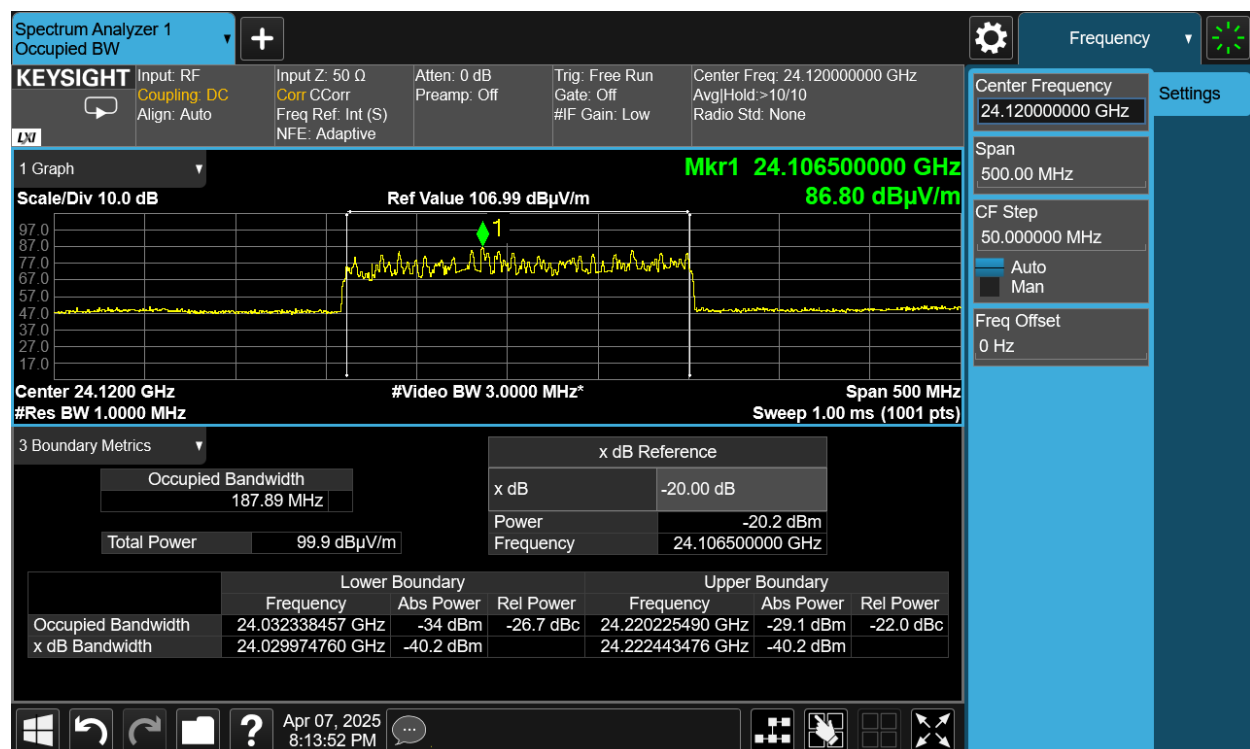 Spectrum Analyzer 1
Occupied BW
+
Frequency
KEYSIGHT
LXI
Input: RF
Coupling: DC
Align: Auto
Input Z: 50 Ω
Corr CCorr
Freq Ref: Int (S)
NFE: Adaptive
Atten: 0 dB
Preamp: Off
Trig: Free Run
Gate: Off
#IF Gain: Low
Center Freq: 24.120000000 GHz
Avg|Hold:>10/10
Radio Std: None
Center Frequency
24.120000000 GHz
Settings
Span
500.00 MHz
CF Step
50.000000 MHz
Auto
Man
Freq Offset
0 Hz
1 Graph
Mkr1 24.106500000 GHz
86.80 dBµV/m
Scale/Div 10.0 dB
Ref Value 106.99 dBµV/m
1
97.0
87.0
77.0
67.0
57.0
47.0
37.0
27.0
17.0
Center 24.1200 GHz
#Video BW 3.0000 MHz*
Span 500 MHz
#Res BW 1.0000 MHz
Sweep 1.00 ms (1001 pts)
3 Boundary Metrics
Occupied Bandwidth
187.89 MHz
Total Power 99.9 dBµV/m
x dB Reference
x dB -20.00 dB
Power -20.2 dBm
Frequency 24.106500000 GHz
Lower Boundary Upper Boundary
Frequency Abs Power Rel Power Frequency Abs Power Rel Power
Occupied Bandwidth 24.032338457 GHz -34 dBm -26.7 dBc 24.220225490 GHz -29.1 dBm -22.0 dBc
x dB Bandwidth 24.029974760 GHz -40.2 dBm 24.222443476 GHz -40.2 dBm
?
Apr 07, 2025
8:13:52 PM